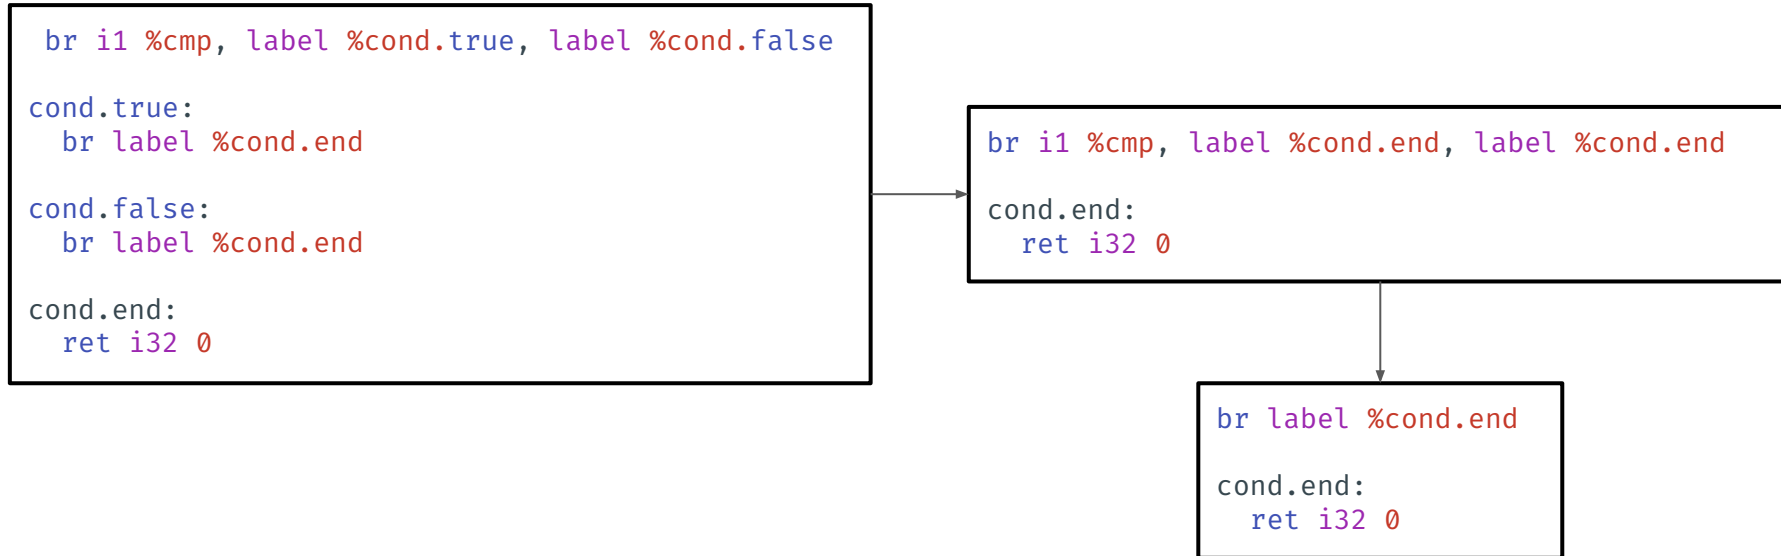 br i1 %cmp, label %cond.true, label %cond.false
cond.true:
br label %cond.end
cond.false:
br label %cond.end
cond.end:
ret i32 0
br i1 %cmp, label %cond.end, label %cond.end
cond.end:
ret i32 0
br label %cond.end
cond.end:
ret i32 0